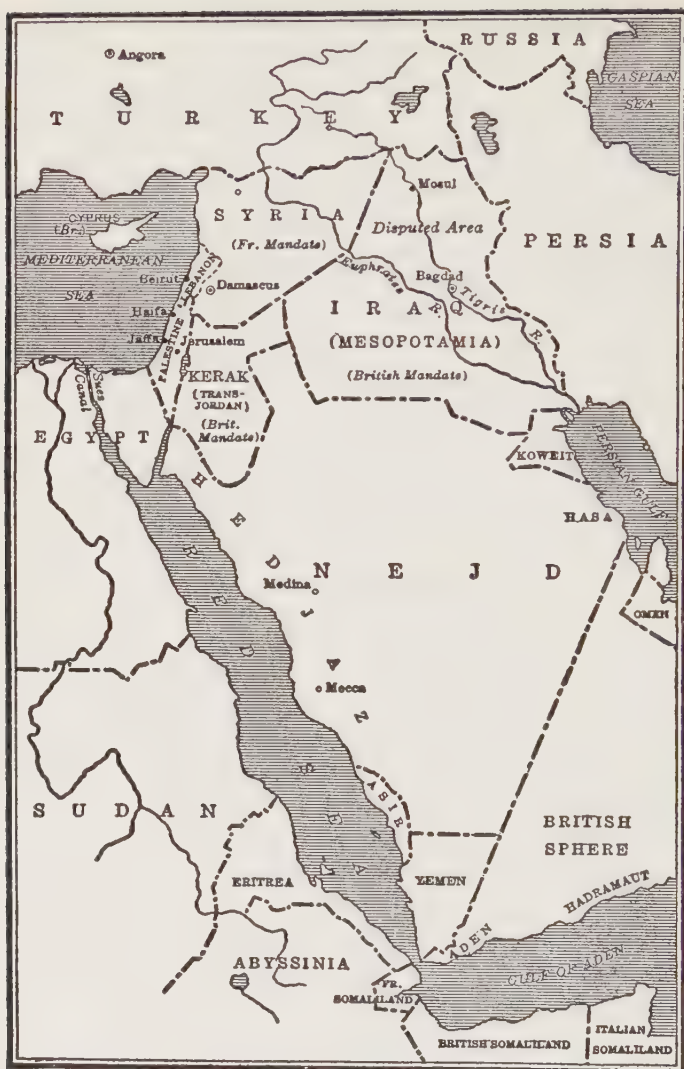 RUSSIA
Angora
CASPIAN
SEA
TURKEY
Mosul
CYPRUS
(Br.)
SYRIA
(Fr. Mandate)
Disputed Area
PERSIA
MEDITERRANEAN
SEA
Beirut
LEBANON
Damascus
Euphrates
R.
Bagdad
Tigris
R.
Haifa
PALESTINE
IRAQ
(MESOPOTAMIA)
(British Mandate)
Jaffa
Jerusalem
KERAK
(TRANS-
JORDAN)
(Brit.
Mandate)
Suez
Canal
EGYPT
KOWEIT
PERSIAN GULF
HASA
HEDJAZ
NEJD
Medina
OMEN
RED SEA
Mecca
ASIR
SUDAN
BRITISH
SPHERE
ERITREA
YEMEN
HADRAMAUT
ADEN
GULF OF ADEN
ABYSSINIA
FR.
SOMALILAND
BRITISH SOMALILAND
ITALIAN
SOMALILAND